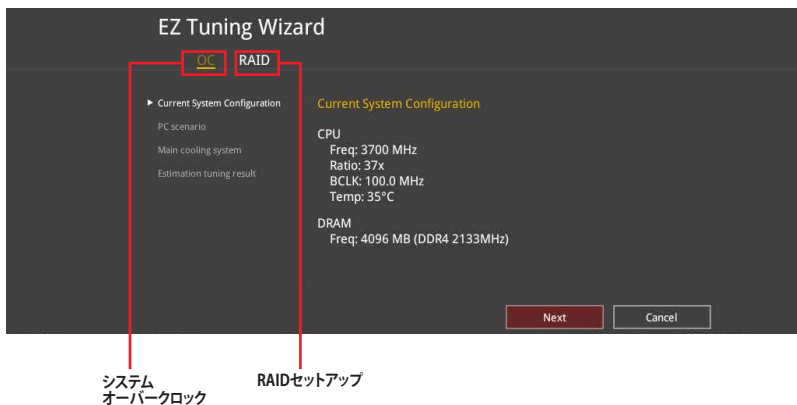 EZ Tuning Wizard
OC RAID
Current System Configuration
PC scenario
Main cooling system
Estimation tuning result
Current System Configuration
CPU
Freq: 3700 MHz
Ratio: 37x
BCLK: 100.0 MHz
Temp: 35°C
DRAM
Freq: 4096 MB (DDR4 2133MHz)
Next Cancel
システム
オーバークロック
RAIDセットアップ